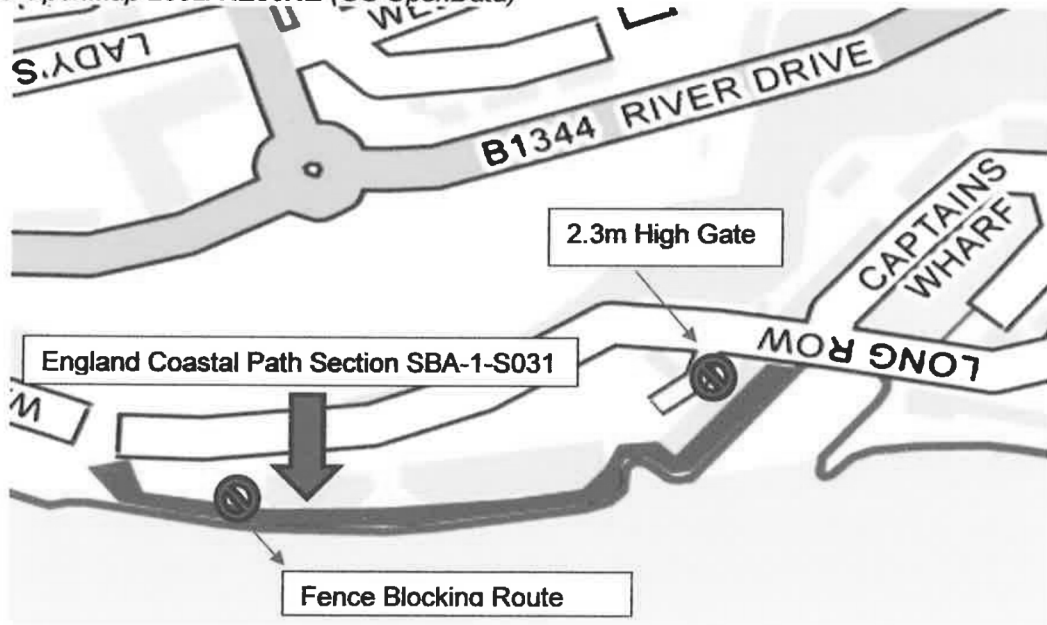 LADY'S
B1344 RIVER DRIVE
2.3m High Gate
CAPTAINS
WHARF
LONG ROW
England Coastal Path Section SBA-1-S031
Fence Blocking Route